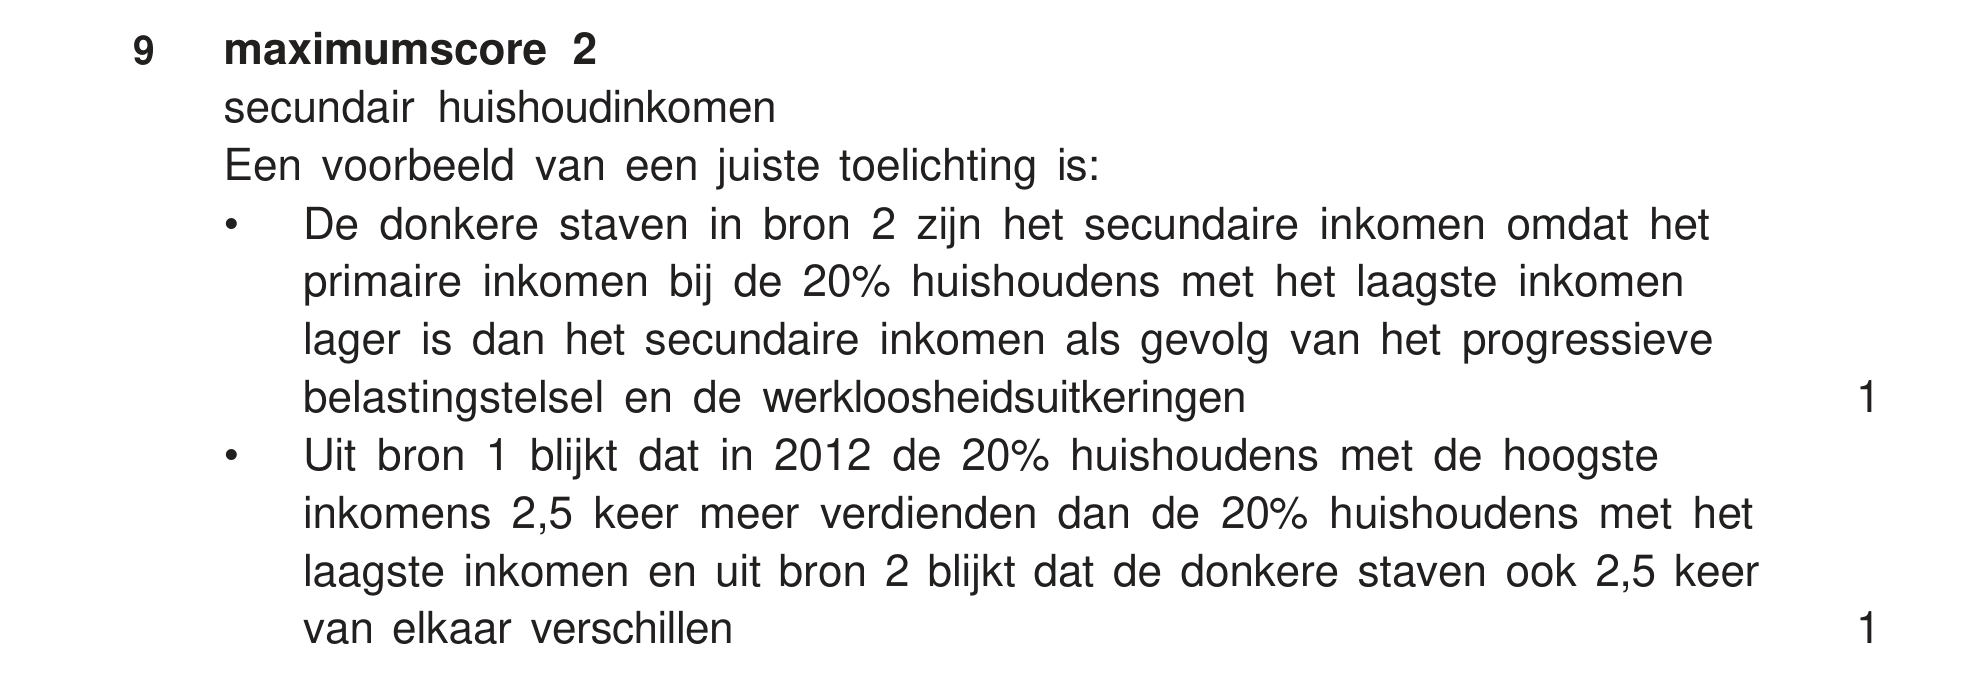 9 maximumscore 2
secundair huishoudinkomen
Een voorbeeld van een juiste toelichting is:
• De donkere staven in bron 2 zijn het secundaire inkomen omdat het
primaire inkomen bij de 20% huishoudens met het laagste inkomen
lager is dan het secundaire inkomen als gevolg van het progressieve
belastingstelsel en de werkloosheidsuitkeringen 1
• Uit bron 1 blijkt dat in 2012 de 20% huishoudens met de hoogste
inkomens 2,5 keer meer verdienden dan de 20% huishoudens met het
laagste inkomen en uit bron 2 blijkt dat de donkere staven ook 2,5 keer
van elkaar verschillen 1